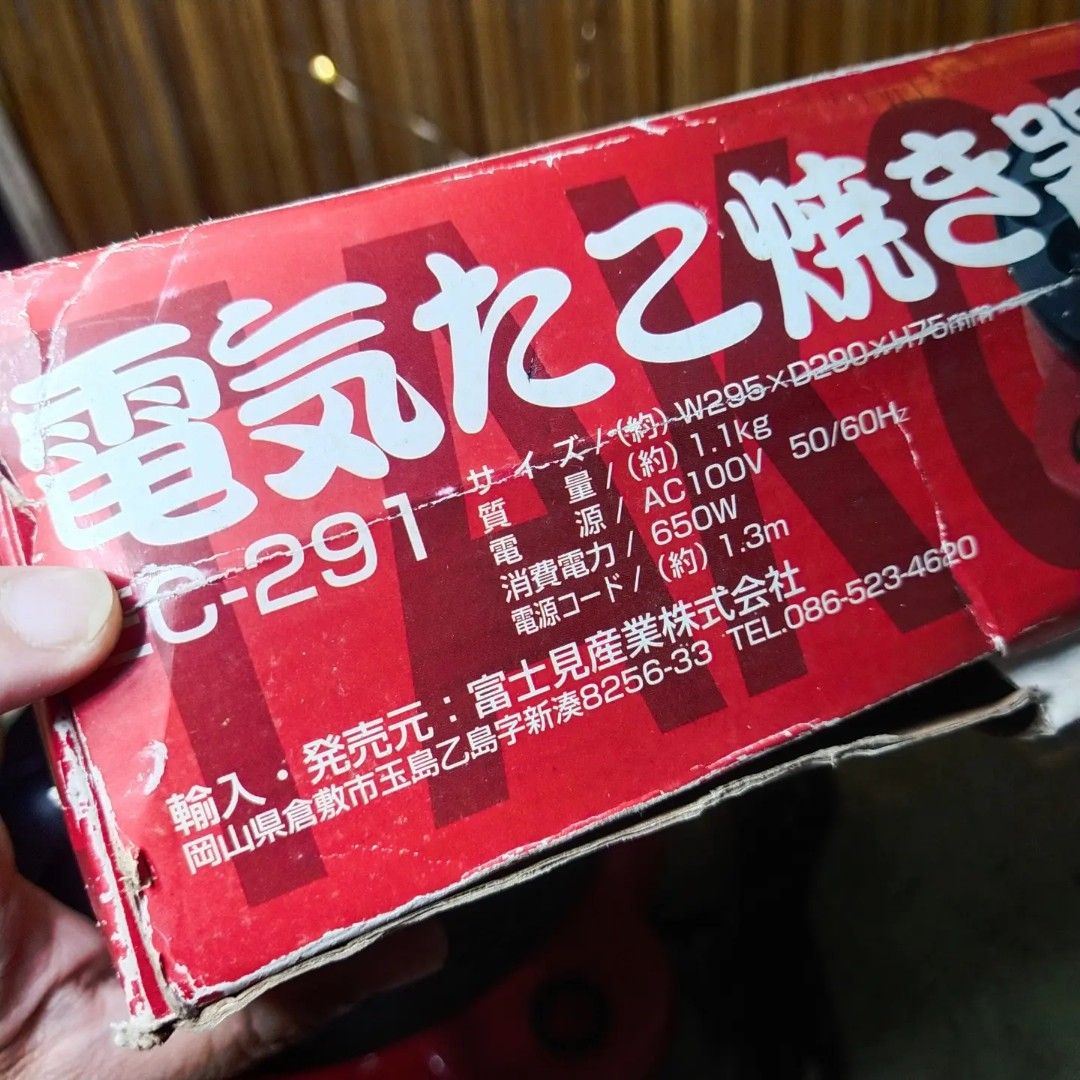 電気たこ焼き器
C-291
サイズ/(約) W295×D290×H75mm
質量/(約) 1.1kg
電源/AC100V 50/60Hz
消費電力/650W
電源コード/(約) 1.3m
輸入・発売元:富士見産業株式会社
岡山県倉敷市玉島乙島字新湊8256-33 TEL.086-523-4620